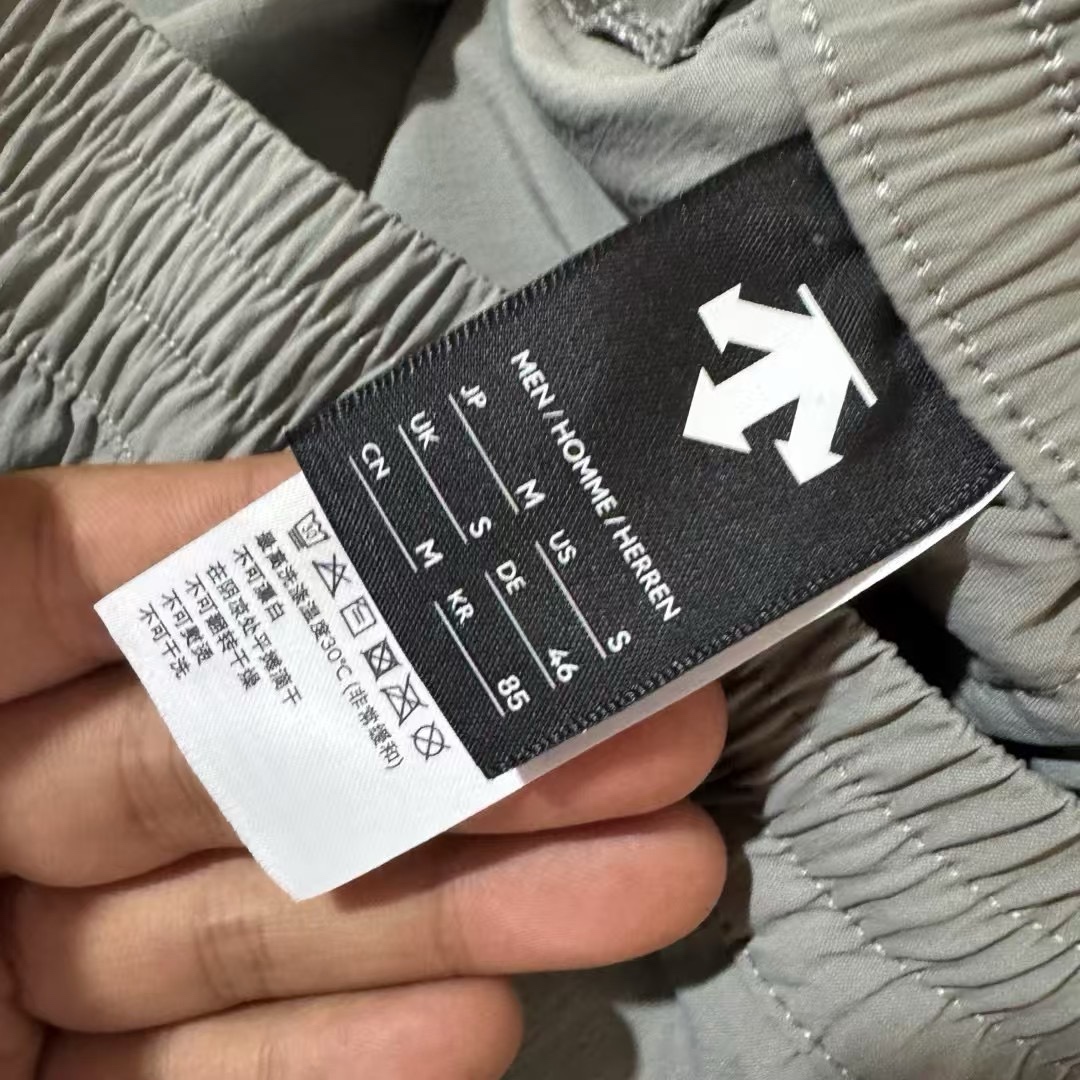 MEN/HOMME/HERREN
JP M US S
UK S DE 46
CN M KR 85
30
最高洗涤温度30℃(非常缓和)
不可漂白
在阴凉处平摊滴干
不可翻转干燥
不可熨烫
不可干洗